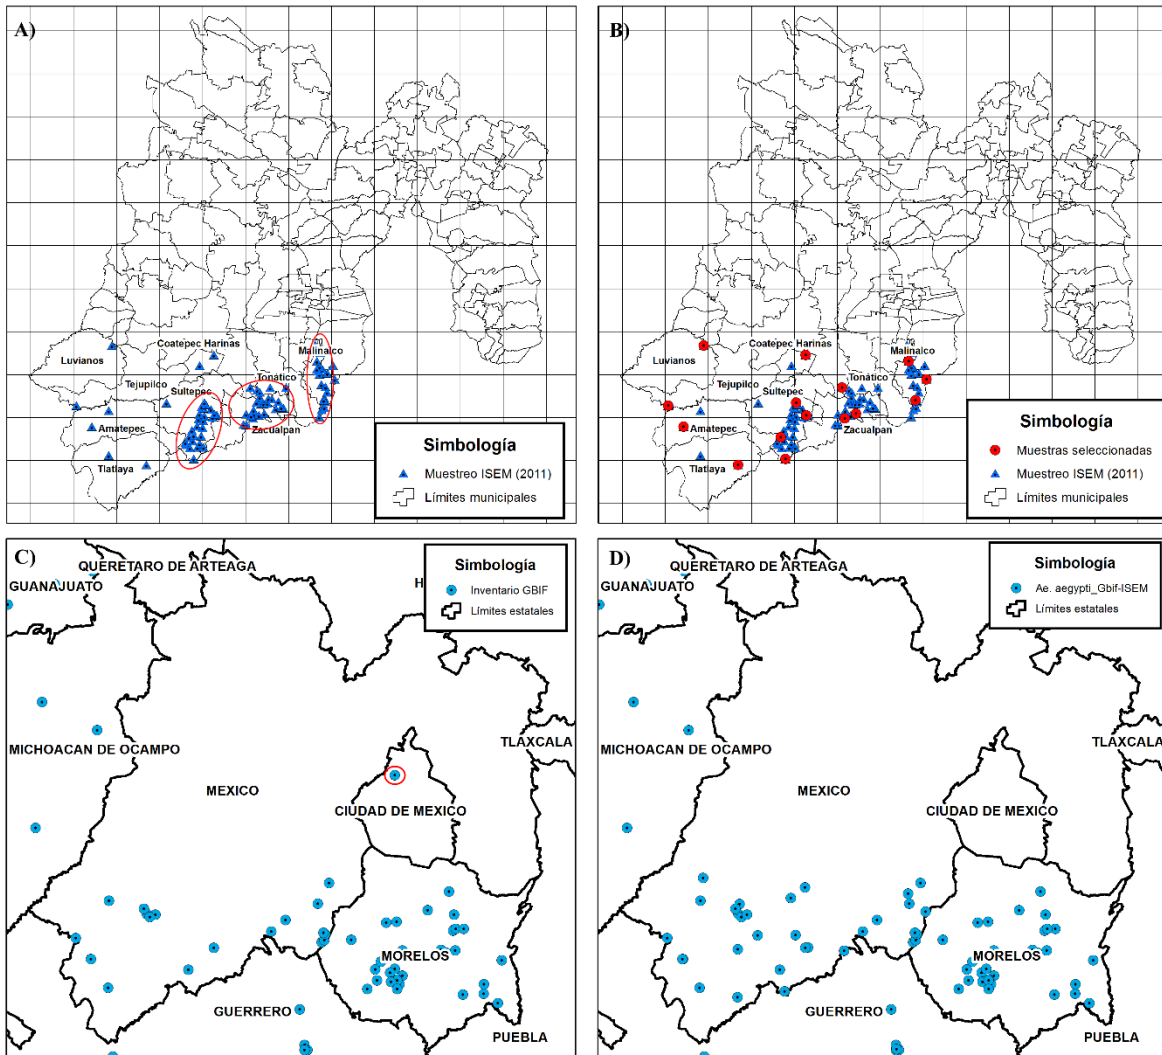 A)
Luvianos
Coatepec Harinas
Malinalco
Tejupilco
Sultepec
Tonático
Amatepec
Zacualpan
Tlatlaya
Simbología
Muestreo ISEM (2011)
Límites municipales
B)
Luvianos
Coatepec Harinas
Malinalco
Tejupilco
Sultepec
Tonático
Amatepec
Zacualpan
Tlatlaya
Simbología
Muestras seleccionadas
Muestreo ISEM (2011)
Límites municipales
C)
QUERETARO DE ARTEAGA
GUANAJUATO
H
Simbología
Inventario GBIF
Límites estatales
TLAXCALA
MICHOACAN DE OCAMPO
MEXICO
CIUDAD DE MEXICO
MORELOS
GUERRERO
PUEBLA
D)
QUERETARO DE ARTEAGA
GUANAJUATO
Simbología
Ae. aegypti_Gbif-ISEM
Límites estatales
TLAXCALA
MICHOACAN DE OCAMPO
MEXICO
CIUDAD DE MEXICO
MORELOS
GUERRERO
PUEBLA